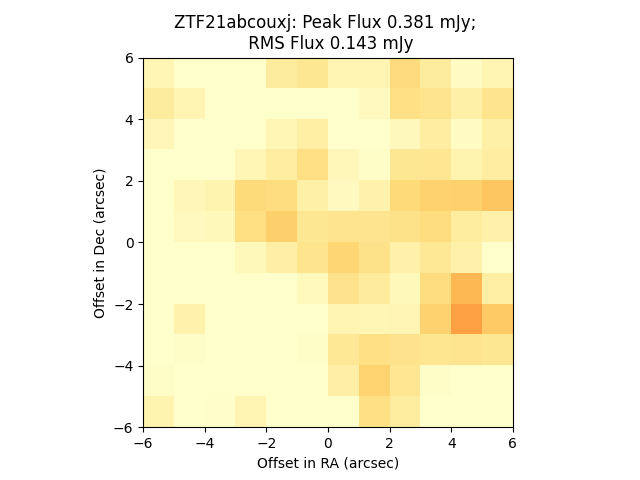 ZTF21abcouxj: Peak Flux 0.381 mJy;
RMS Flux 0.143 mJy
6
4
2
0
−2
−4
−6
Offset in Dec (arcsec)
−6 −4 −2 0 2 4 6
Offset in RA (arcsec)